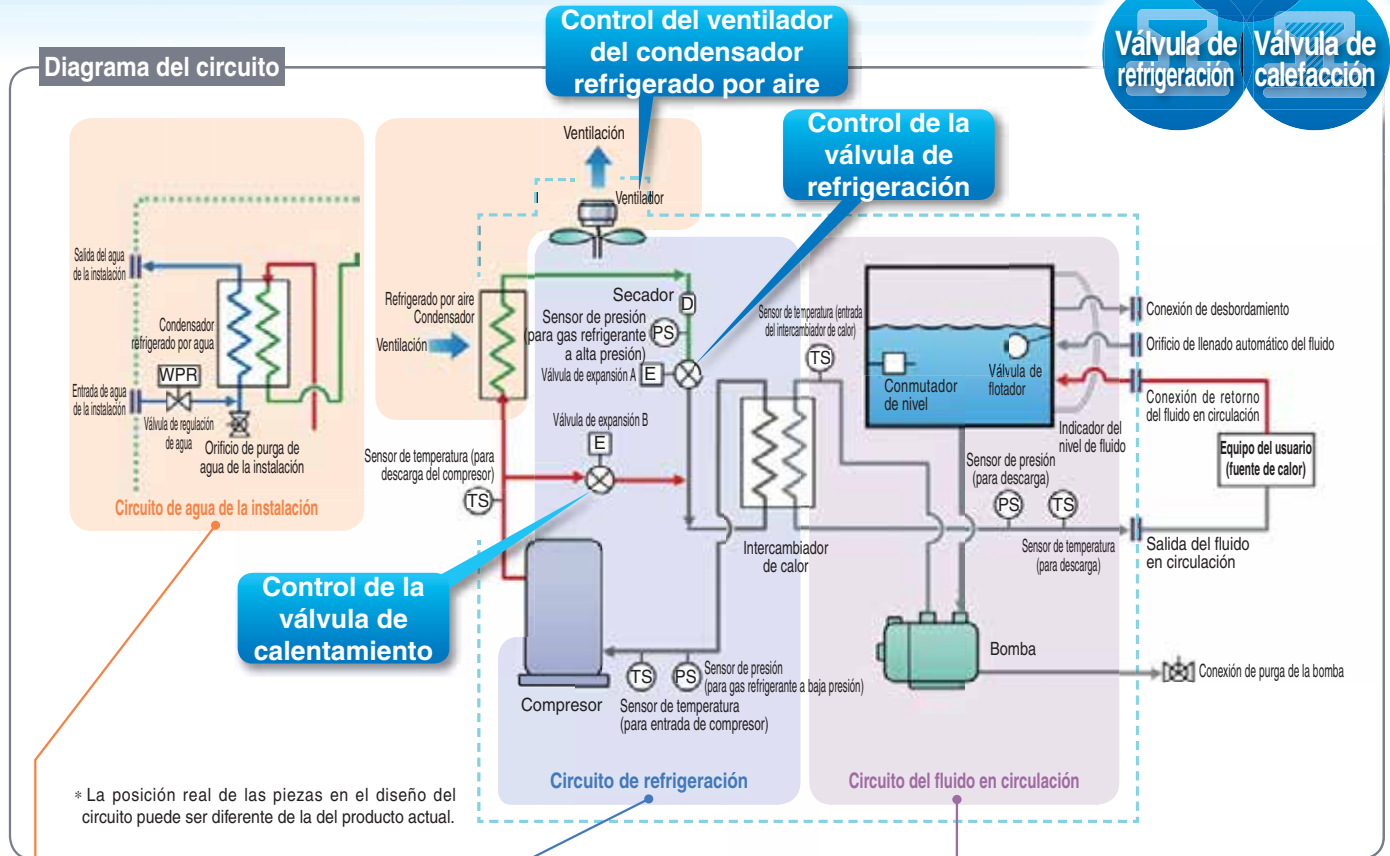 Control del ventilador
del condensador
refrigerado por aire
Válvula de
refrigeración
Válvula de
calefacción
Diagrama del circuito
Control de la
válvula de
refrigeración
Ventilación
Ventilador
Salida del agua
de la instalación
Condensador
refrigerado por agua
WPR
Entrada de agua
de la instalación
Válvula de regulación
de agua
Orificio de purga de
agua de la instalación
Circuito de agua de la instalación
Refrigerado por aire
Condensador
Ventilación
Secador
D
Sensor de presión
(para gas refrigerante
a alta presión)
PS
Válvula de expansión A
E
Válvula de expansión B
E
Sensor de temperatura (para
descarga del compresor)
TS
Sensor de temperatura (entrada
del intercambiador de calor)
TS
Conmutador
de nivel
Válvula de
flotador
Indicador del
nivel de fluido
Conexión de desbordamiento
Orificio de llenado automático del fluido
Conexión de retorno
del fluido en circulación
Equipo del usuario
(fuente de calor)
Sensor de presión
(para descarga)
PS
TS
Sensor de temperatura
(para descarga)
Salida del fluido
en circulación
Intercambiador
de calor
Control de la
válvula de
calentamiento
Compresor
TS
PS
Sensor de presión
(para gas refrigerante a baja presión)
Sensor de temperatura
(para entrada de compresor)
Bomba
Conexión de purga de la bomba
Circuito de refrigeración
Circuito del fluido en circulación
* La posición real de las piezas en el diseño del
circuito puede ser diferente de la del producto actual.